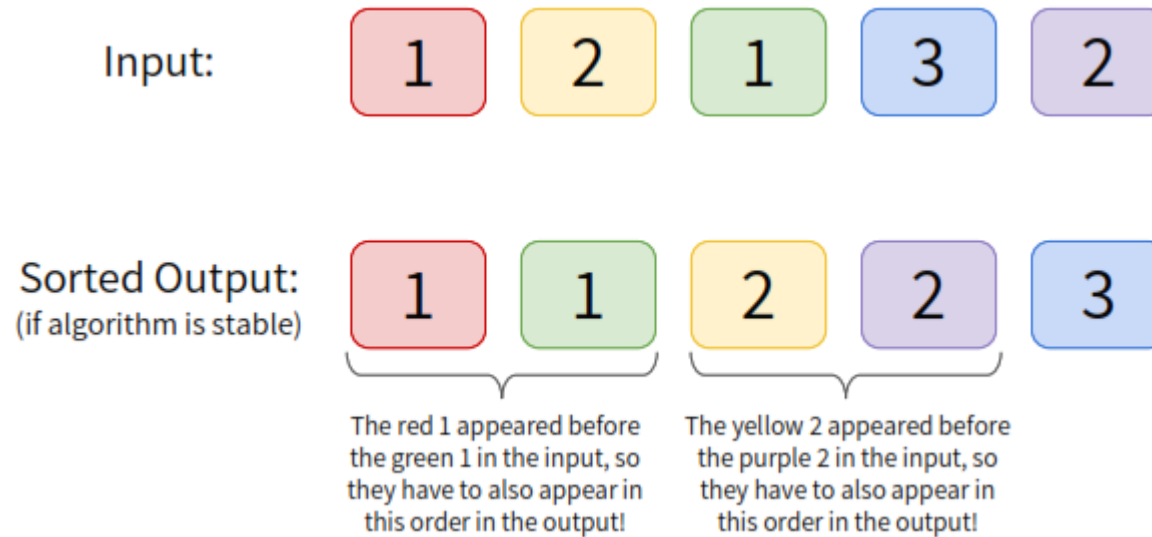 Input:
1 2 1 3 2
Sorted Output:
(if algorithm is stable)
1 1 2 2 3
The red 1 appeared before
the green 1 in the input, so
they have to also appear in
this order in the output!
The yellow 2 appeared before
the purple 2 in the input, so
they have to also appear in
this order in the output!